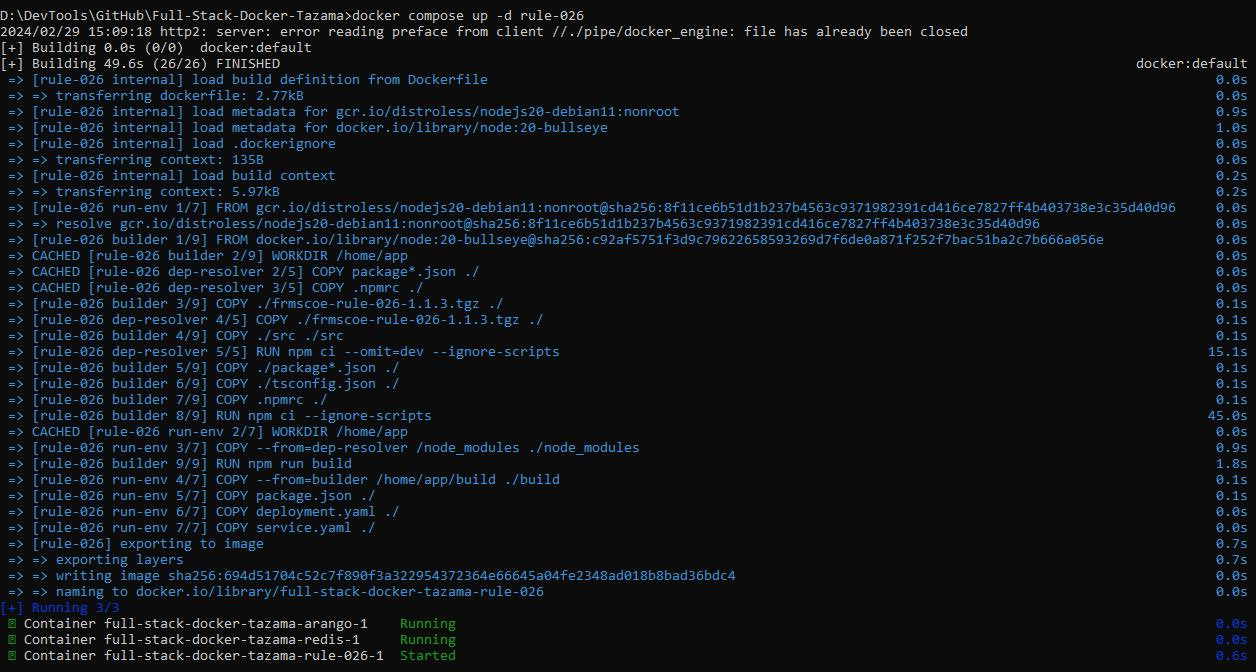 D:\DevTools\GitHub\Full-Stack-Docker-Tazama>docker compose up -d rule-026
2024/02/29 15:09:18 http2: server: error reading preface from client //./pipe/docker_engine: file has already been closed
[+] Building 0.0s (0/0)  docker:default
[+] Building 49.6s (26/26) FINISHED docker:default
=> [rule-026 internal] load build definition from Dockerfile 0.0s
=> => transferring dockerfile: 2.77kB 0.0s
=> [rule-026 internal] load metadata for gcr.io/distroless/nodejs20-debian11:nonroot 0.9s
=> [rule-026 internal] load metadata for docker.io/library/node:20-bullseye 1.0s
=> [rule-026 internal] load .dockerignore 0.0s
=> => transferring context: 135B 0.0s
=> [rule-026 internal] load build context 0.2s
=> => transferring context: 5.97kB 0.2s
=> [rule-026 run-env 1/7] FROM gcr.io/distroless/nodejs20-debian11:nonroot@sha256:8f11ce6b51d1b237b4563c9371982391cd416ce7827ff4b403738e3c35d40d96 0.0s
=> => resolve gcr.io/distroless/nodejs20-debian11:nonroot@sha256:8f11ce6b51d1b237b4563c9371982391cd416ce7827ff4b403738e3c35d40d96 0.0s
=> [rule-026 builder 1/9] FROM docker.io/library/node:20-bullseye@sha256:c92af5751f3d9c79622658593269d7f6de0a871f252f7bac51ba2c7b666a056e 0.0s
=> CACHED [rule-026 builder 2/9] WORKDIR /home/app 0.0s
=> CACHED [rule-026 dep-resolver 2/5] COPY package*.json ./ 0.0s
=> CACHED [rule-026 dep-resolver 3/5] COPY .npmrc ./ 0.0s
=> [rule-026 builder 3/9] COPY ./frmscoe-rule-026-1.1.3.tgz ./ 0.1s
=> [rule-026 dep-resolver 4/5] COPY ./frmscoe-rule-026-1.1.3.tgz ./ 0.1s
=> [rule-026 builder 4/9] COPY ./src ./src 0.1s
=> [rule-026 dep-resolver 5/5] RUN npm ci --omit=dev --ignore-scripts 15.1s
=> [rule-026 builder 5/9] COPY ./package*.json ./ 0.1s
=> [rule-026 builder 6/9] COPY ./tsconfig.json ./ 0.1s
=> [rule-026 builder 7/9] COPY .npmrc ./ 0.1s
=> [rule-026 builder 8/9] RUN npm ci --ignore-scripts 45.0s
=> CACHED [rule-026 run-env 2/7] WORKDIR /home/app 0.0s
=> [rule-026 run-env 3/7] COPY --from=dep-resolver /node_modules ./node_modules 0.9s
=> [rule-026 builder 9/9] RUN npm run build 1.8s
=> [rule-026 run-env 4/7] COPY --from=builder /home/app/build ./build 0.1s
=> [rule-026 run-env 5/7] COPY package.json ./ 0.1s
=> [rule-026 run-env 6/7] COPY deployment.yaml ./ 0.0s
=> [rule-026 run-env 7/7] COPY service.yaml ./ 0.0s
=> [rule-026] exporting to image 0.7s
=> => exporting layers 0.7s
=> => writing image sha256:694d51704c52c7f890f3a322954372364e66645a04fe2348ad018b8bad36bdc4 0.0s
=> => naming to docker.io/library/full-stack-docker-tazama-rule-026 0.0s
[+] Running 3/3
Container full-stack-docker-tazama-arango-1 Running 0.0s
Container full-stack-docker-tazama-redis-1 Running 0.0s
Container full-stack-docker-tazama-rule-026-1 Started 0.6s